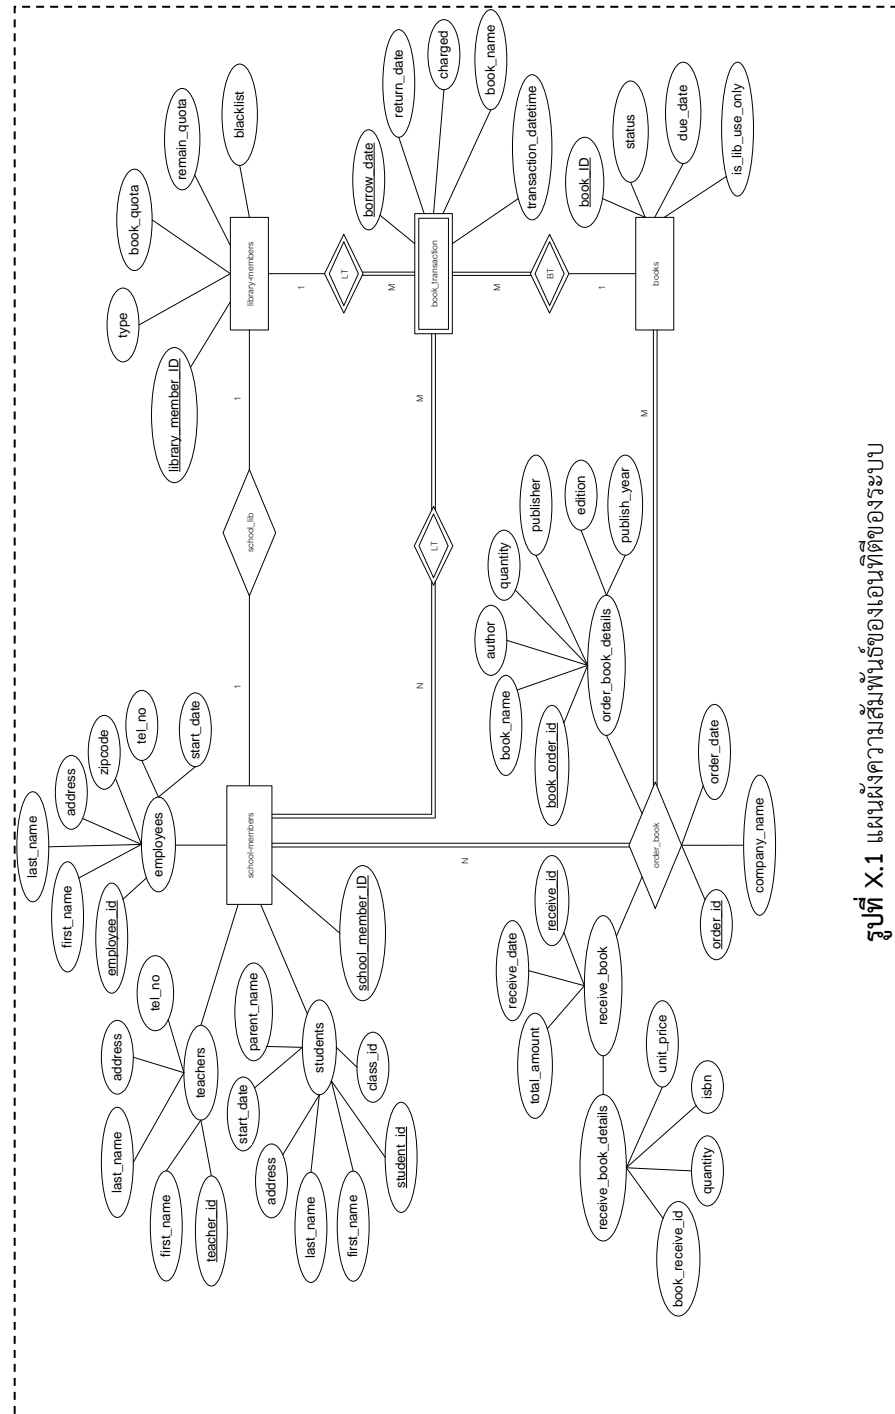 last_name
first_name
address
zipcode
tel_no
employee_id
employees
start_date
last_name
address
tel_no
first_name
teachers
teacher_id
school-members
start_date
parent_name
address
students
last_name
class_id
first_name
student_id
school_member_ID
1
school_lib
1
type
book_quota
remain_quota
blacklist
library_member_ID
library-members
1
LT
M
borrow_date
return_date
charged
book_name
transaction_datetime
book_transaction
N
LT
M
M
BT
1
book_ID
status
due_date
is_lib_use_only
books
N
M
book_name
author
quantity
publisher
edition
publish_year
book_order_id
order_book_details
total_amount
receive_date
receive_id
receive_book
order_book
order_id
company_name
order_date
receive_book_details
book_receive_id
quantity
isbn
unit_price
รูปที่ X.1 แผนผังความสัมพันธ์ของเอนทิตีของระบบ